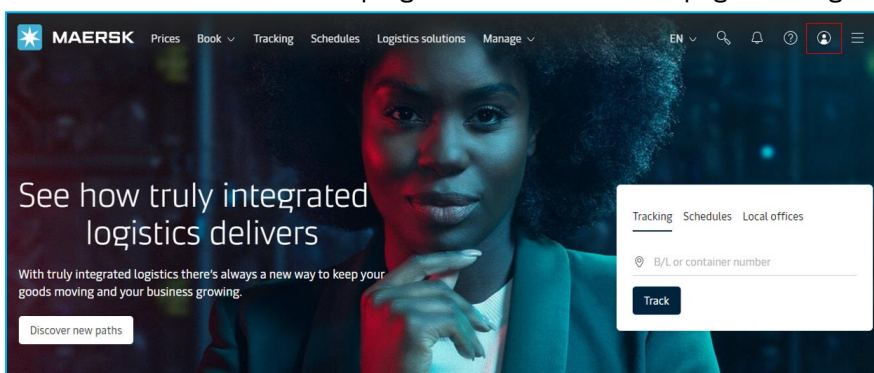 MAERSK Prices Book Tracking Schedules Logistics solutions Manage EN
See how truly integrated
logistics delivers
With truly integrated logistics there's always a new way to keep your
goods moving and your business growing.
Discover new paths
Tracking Schedules Local offices
B/L or container number
Track